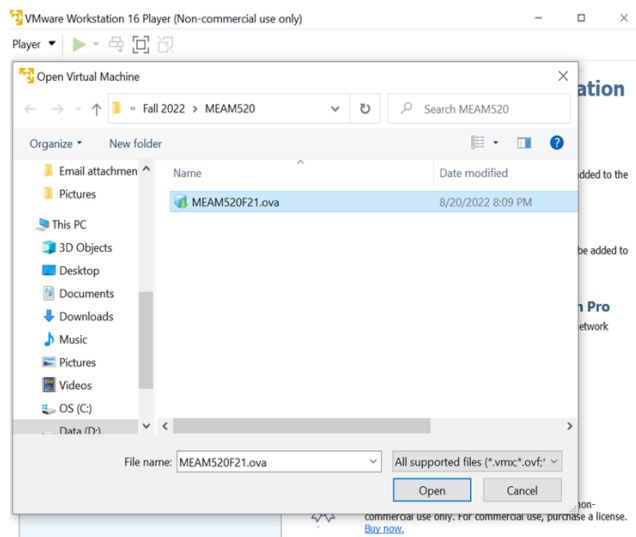 VMware Workstation 16 Player (Non-commercial use only)
Player
Open Virtual Machine
ation
« Fall 2022 › MEAM520
Search MEAM520
Organize
New folder
Email attachmen
Name
Date modified
added to the
Pictures
MEAM520F21.ova
8/20/2022 8:09 PM
This PC
3D Objects
Desktop
be added to
Documents
n Pro
Downloads
etwork
Music
Pictures
Videos
OS (C:)
Data (D:)
File name:
MEAM520F21.ova
All supported files (*.vmx;*.ovf;*
Open
Cancel
non-
commercial use only. For commercial use, purchase a license.
Buy now.